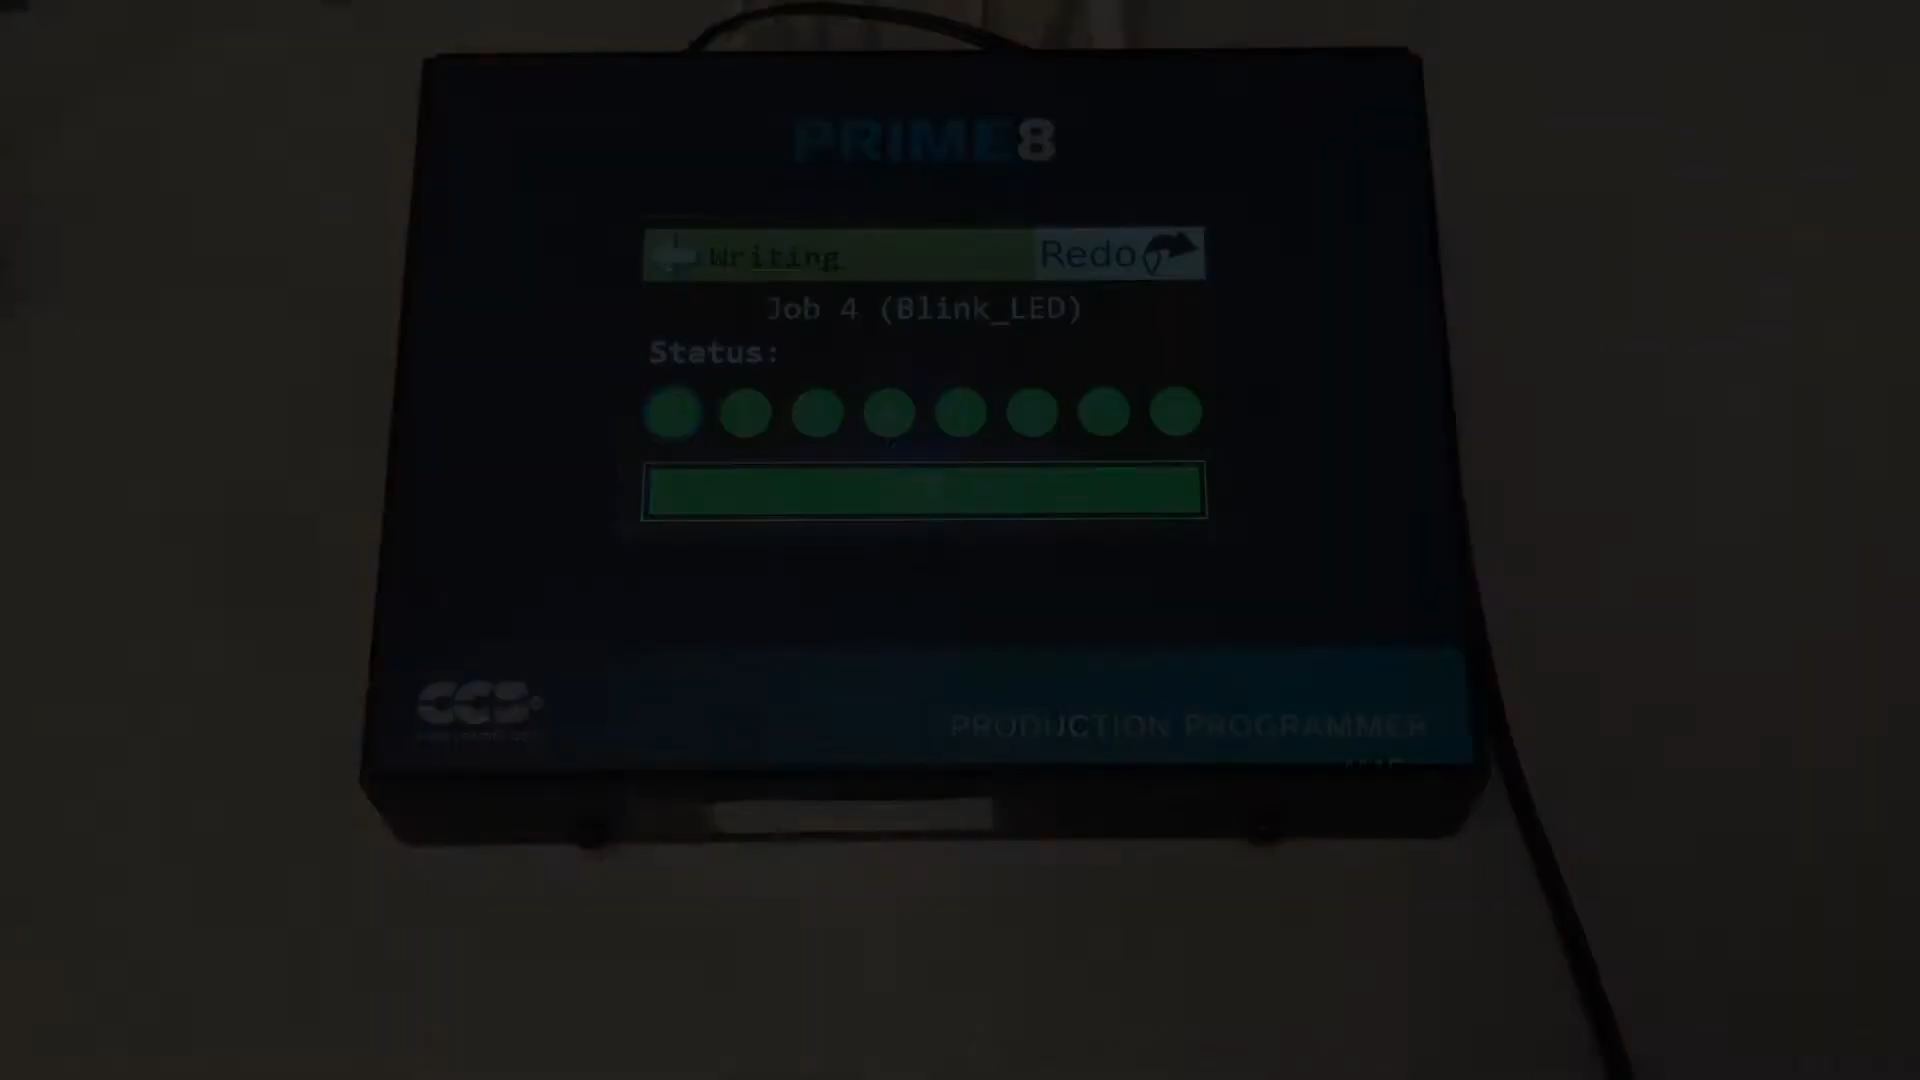 PRIME8
Writing
Redo
Job 4 (Blink_LED)
Status:
CCS
PRODUCTION PROGRAMMER